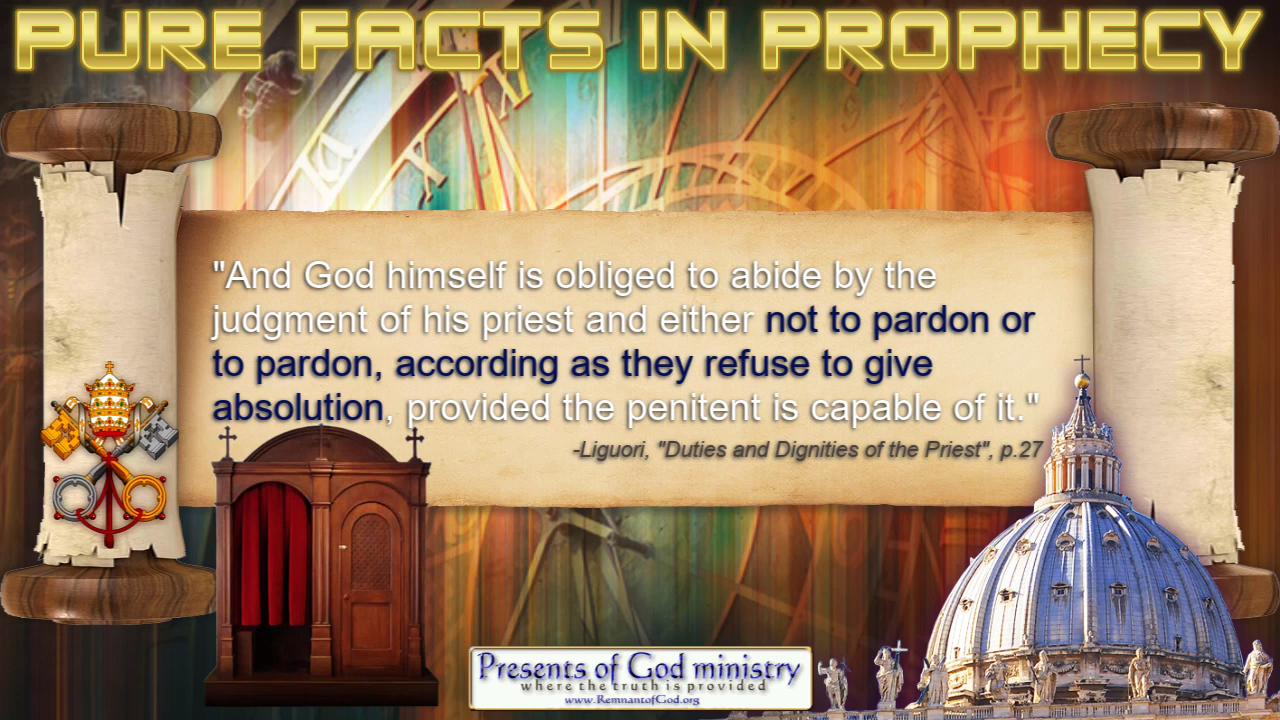 PURE FACTS IN PROPHECY
"And God himself is obliged to abide by the
judgment of his priest and either not to pardon or
to pardon, according as they refuse to give
absolution, provided the penitent is capable of it."
-Liguori, "Duties and Dignities of the Priest", p.27
Presents of God ministry
where the truth is provided
www.RemnantofGod.org